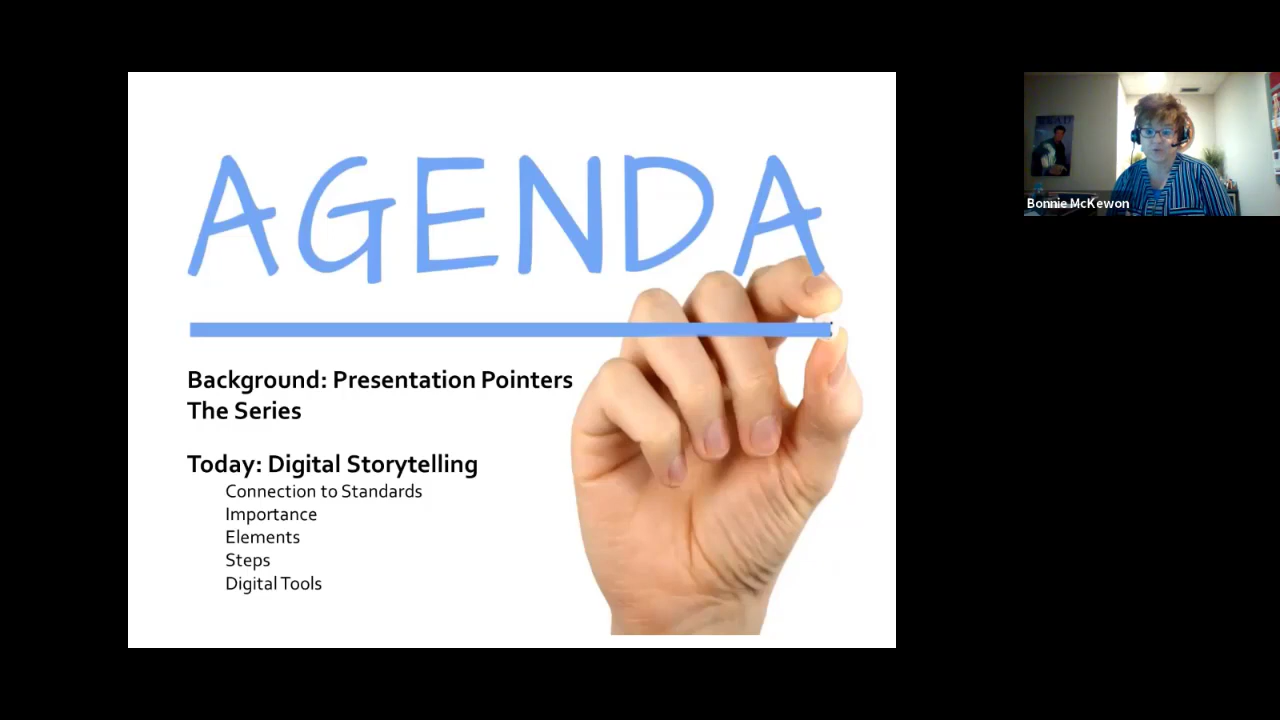 AGENDA
Background: Presentation Pointers
The Series
Today: Digital Storytelling
Connection to Standards
Importance
Elements
Steps
Digital Tools
Bonnie McKewon